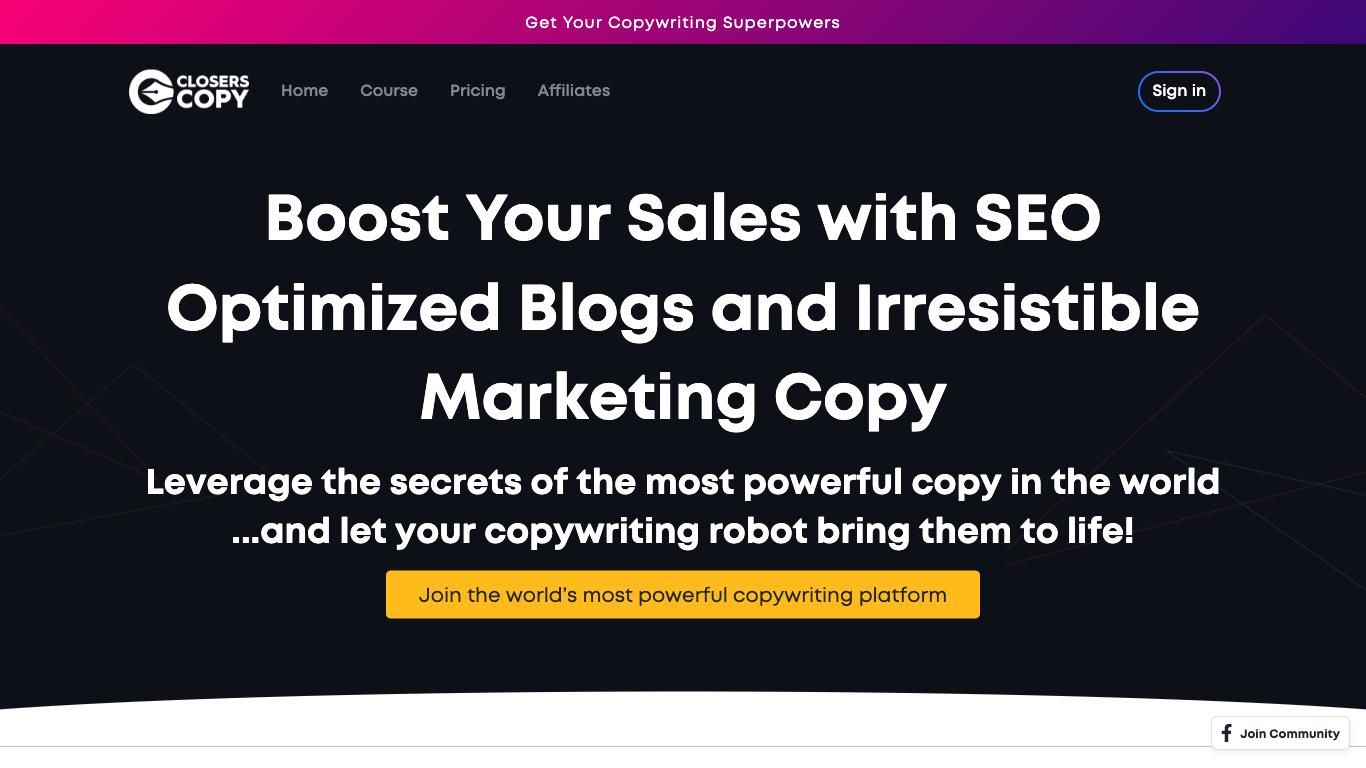 Get Your Copywriting Superpowers
CLOSERS
COPY
Home
Course
Pricing
Affiliates
Sign in
Boost Your Sales with SEO
Optimized Blogs and Irresistible
Marketing Copy
Leverage the secrets of the most powerful copy in the world
...and let your copywriting robot bring them to life!
Join the world's most powerful copywriting platform
Join Community